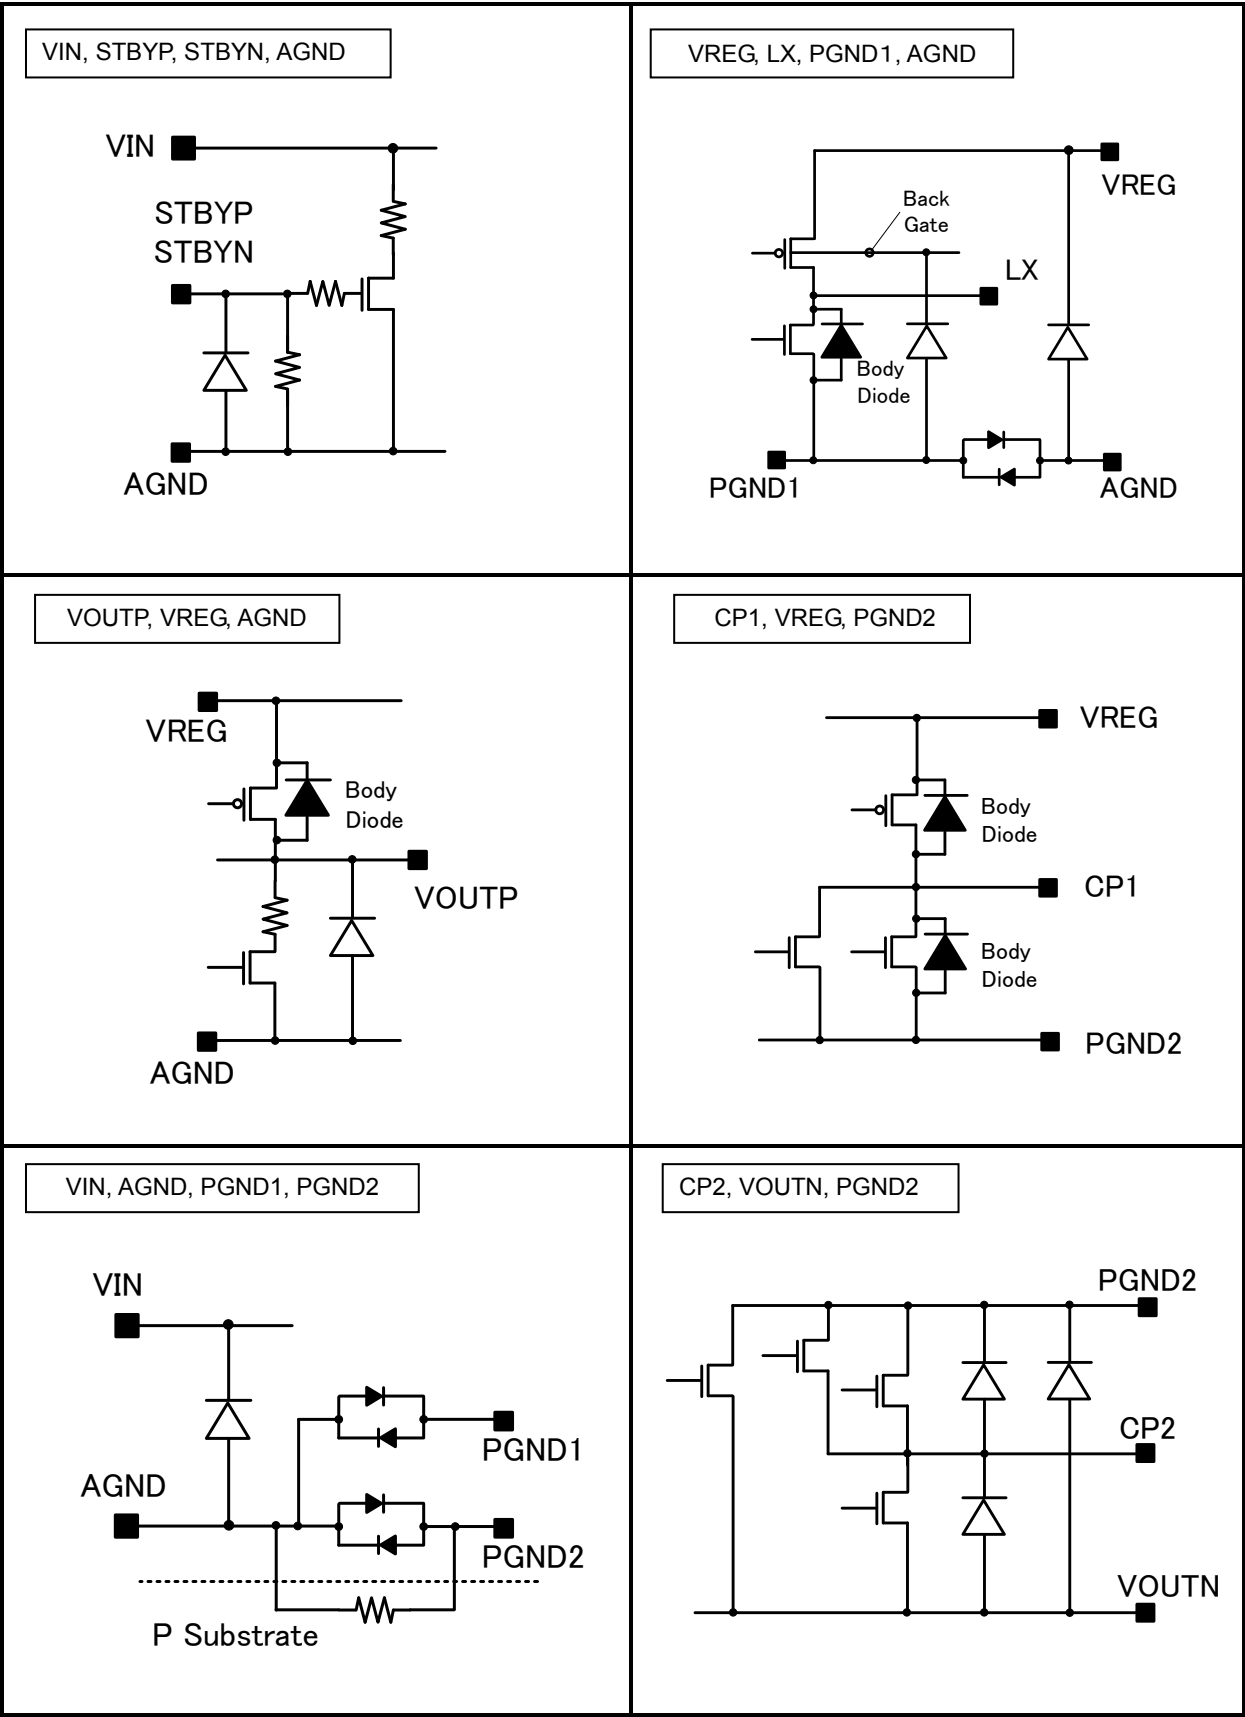 VIN, STBYP, STBYN, AGND
VIN
STBYP
STBYN
AGND
VREG, LX, PGND1, AGND
VREG
Back
Gate
LX
Body
Diode
PGND1
AGND
VOUTP, VREG, AGND
VREG
Body
Diode
VOUTP
AGND
CP1, VREG, PGND2
VREG
Body
Diode
CP1
Body
Diode
PGND2
VIN, AGND, PGND1, PGND2
VIN
PGND1
AGND
PGND2
P Substrate
CP2, VOUTN, PGND2
PGND2
CP2
VOUTN